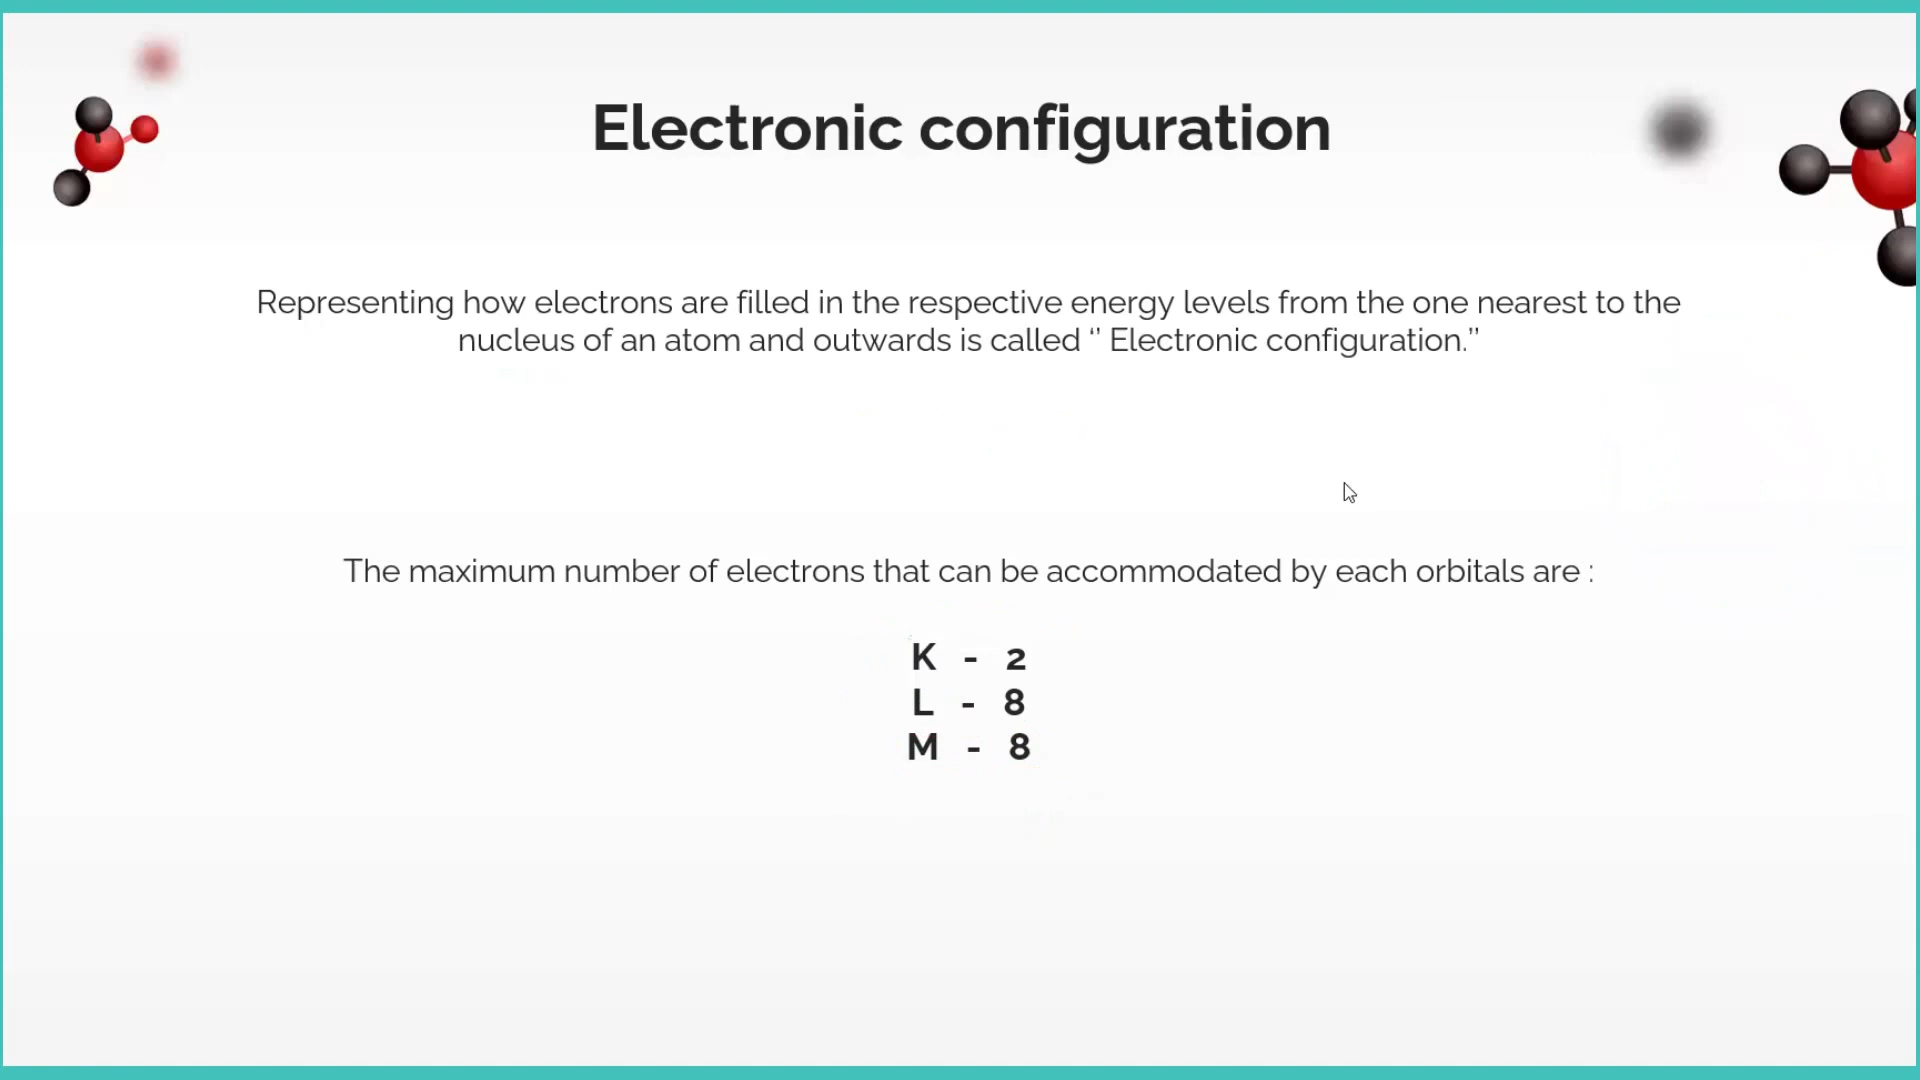 Electronic configuration
Representing how electrons are filled in the respective energy levels from the one nearest to the
nucleus of an atom and outwards is called ‘’ Electronic configuration.’’
The maximum number of electrons that can be accommodated by each orbitals are :
K - 2
L - 8
M - 8